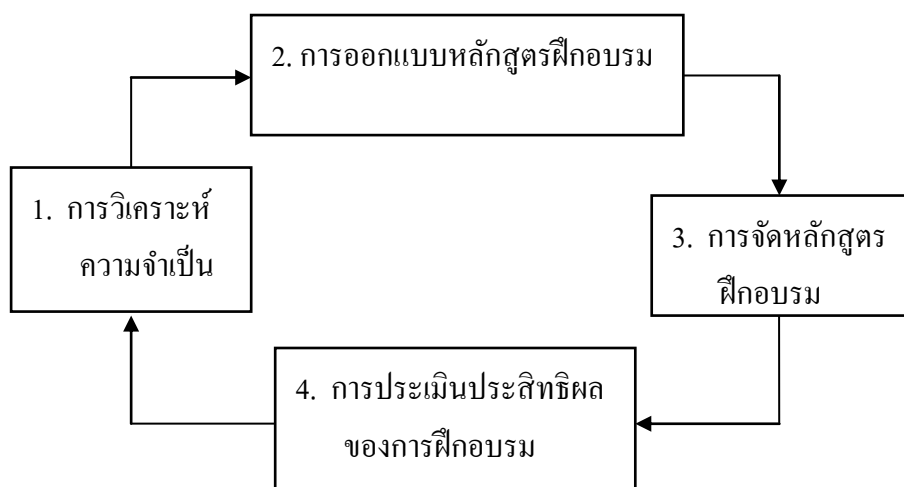 2. การออกแบบหลักสูตรฝึกอบรม
1. การวิเคราะห์
ความจำเป็น
3. การจัดหลักสูตร
ฝึกอบรม
4. การประเมินประสิทธิผล
ของการฝึกอบรม